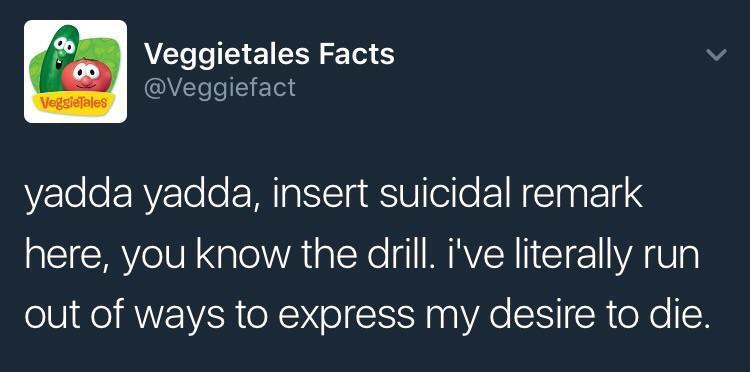 Veggietales Facts
@Veggiefact
VeggieTales
yadda yadda, insert suicidal remark
here, you know the drill. i've literally run
out of ways to express my desire to die.